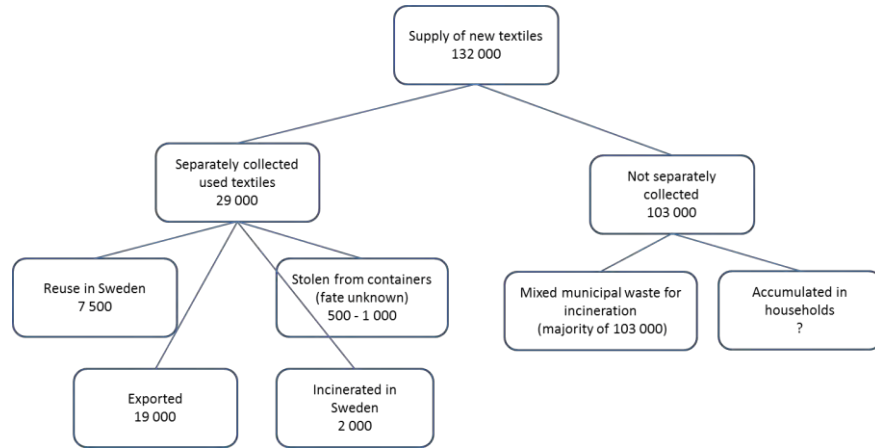 Supply of new textiles
132 000
Separately collected
used textiles
29 000
Not separately
collected
103 000
Reuse in Sweden
7 500
Stolen from containers
(fate unknown)
500 - 1 000
Mixed municipal waste for
incineration
(majority of 103 000)
Accumulated in
households
?
Exported
19 000
Incinerated in
Sweden
2 000